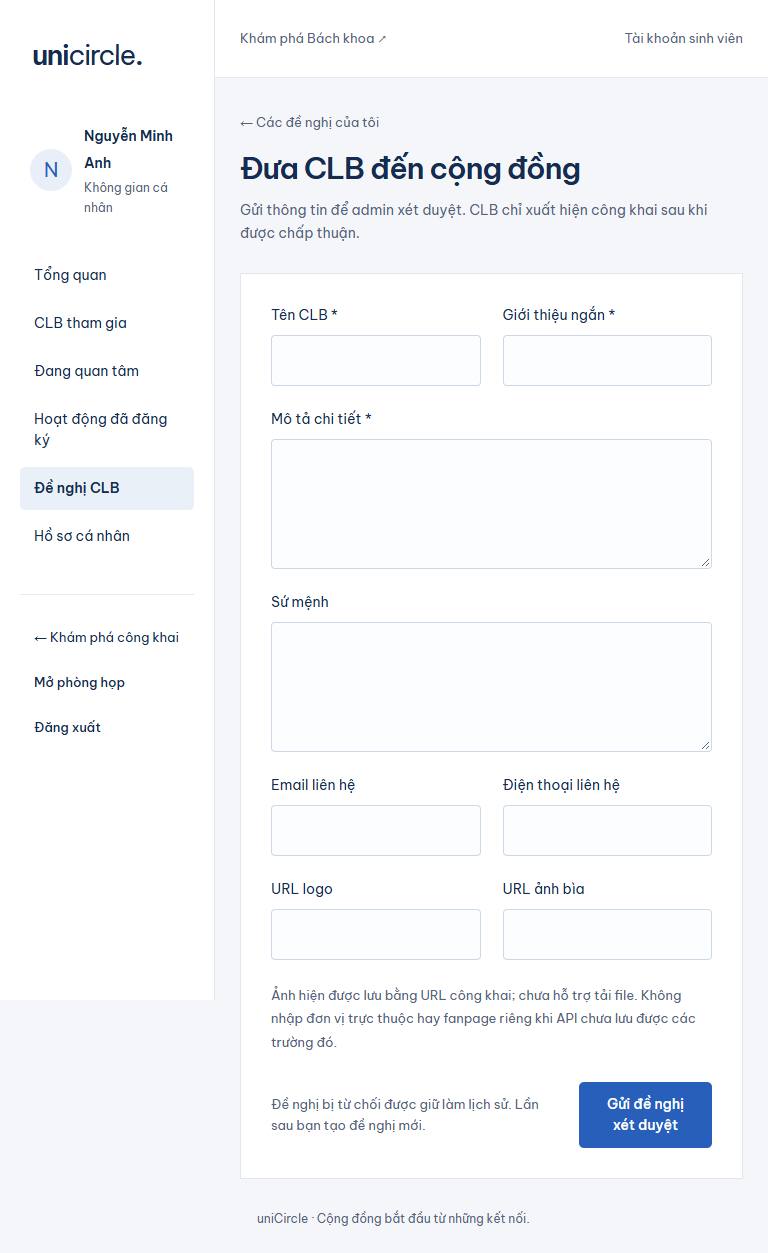 unicircle.
Khám phá Bách khoa ↗
Tài khoản sinh viên
N
Nguyễn Minh
Anh
Không gian cá
nhân
Tổng quan
CLB tham gia
Đang quan tâm
Hoạt động đã đăng
ký
Đề nghị CLB
Hồ sơ cá nhân
← Khám phá công khai
Mở phòng họp
Đăng xuất
← Các đề nghị của tôi
Đưa CLB đến cộng đồng
Gửi thông tin để admin xét duyệt. CLB chỉ xuất hiện công khai sau khi
được chấp thuận.
Tên CLB *
Giới thiệu ngắn *
Mô tả chi tiết *
Sứ mệnh
Email liên hệ
Điện thoại liên hệ
URL logo
URL ảnh bìa
Ảnh hiện được lưu bằng URL công khai; chưa hỗ trợ tải file. Không
nhập đơn vị trực thuộc hay fanpage riêng khi API chưa lưu được các
trường đó.
Đề nghị bị từ chối được giữ làm lịch sử. Lần
sau bạn tạo đề nghị mới.
Gửi đề nghị
xét duyệt
uniCircle · Cộng đồng bắt đầu từ những kết nối.